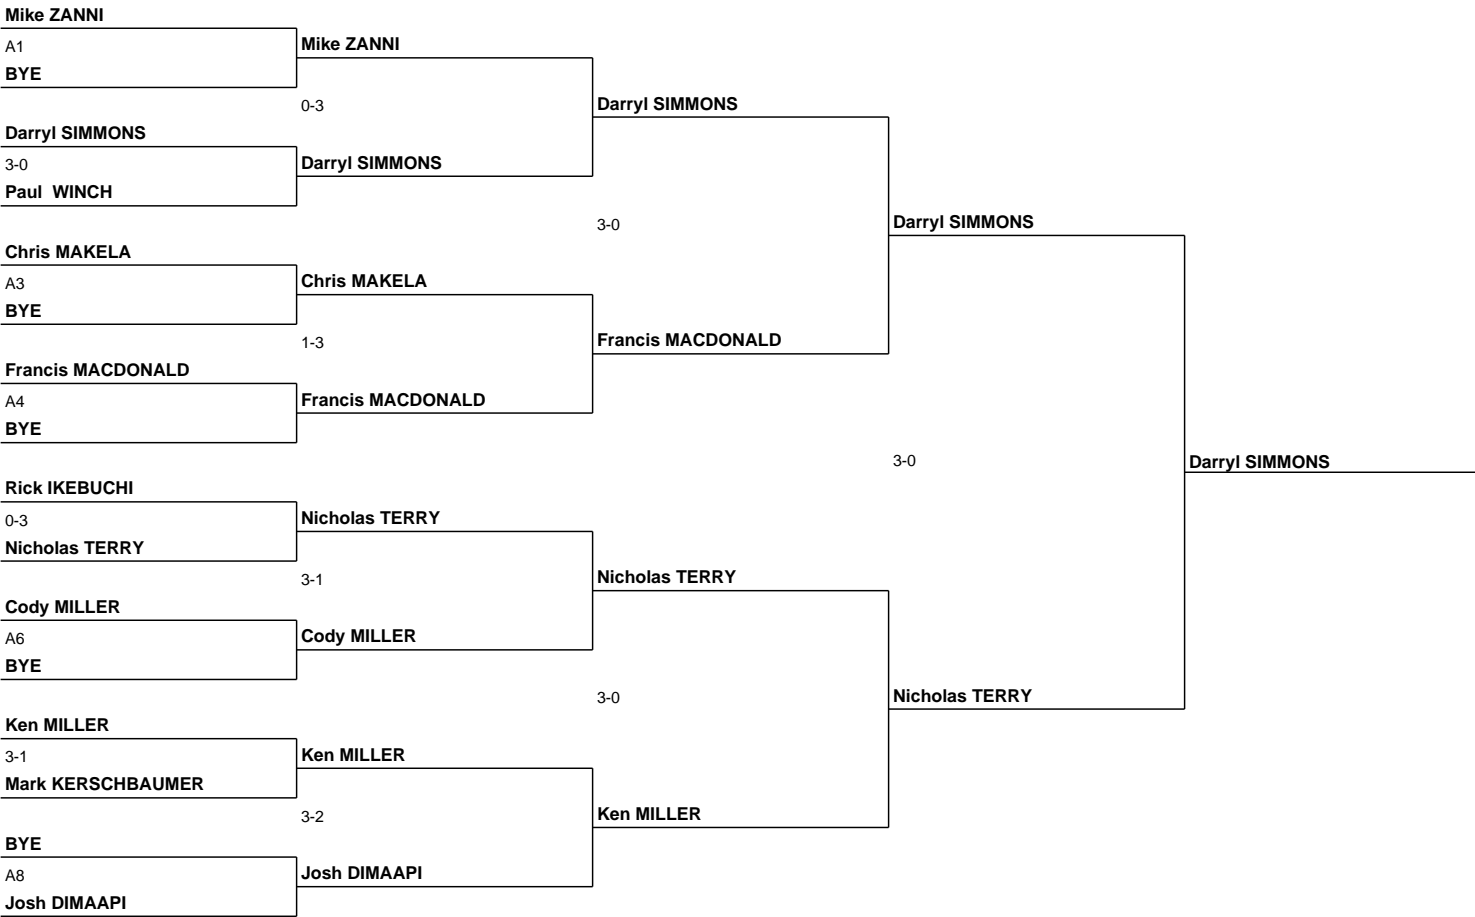 Mike ZANNI
A1
BYE
Darryl SIMMONS
3-0
Paul  WINCH
Chris MAKELA
A3
BYE
Francis MACDONALD
A4
BYE
Rick IKEBUCHI
0-3
Nicholas TERRY
Cody MILLER
A6
BYE
Ken MILLER
3-1
Mark KERSCHBAUMER
BYE
A8
Josh DIMAAPI
Mike ZANNI
0-3
Darryl SIMMONS
Chris MAKELA
1-3
Francis MACDONALD
Nicholas TERRY
3-1
Cody MILLER
Ken MILLER
3-2
Josh DIMAAPI
Darryl SIMMONS
3-0
Francis MACDONALD
Nicholas TERRY
3-0
Ken MILLER
Darryl SIMMONS
3-0
Nicholas TERRY
Darryl SIMMONS